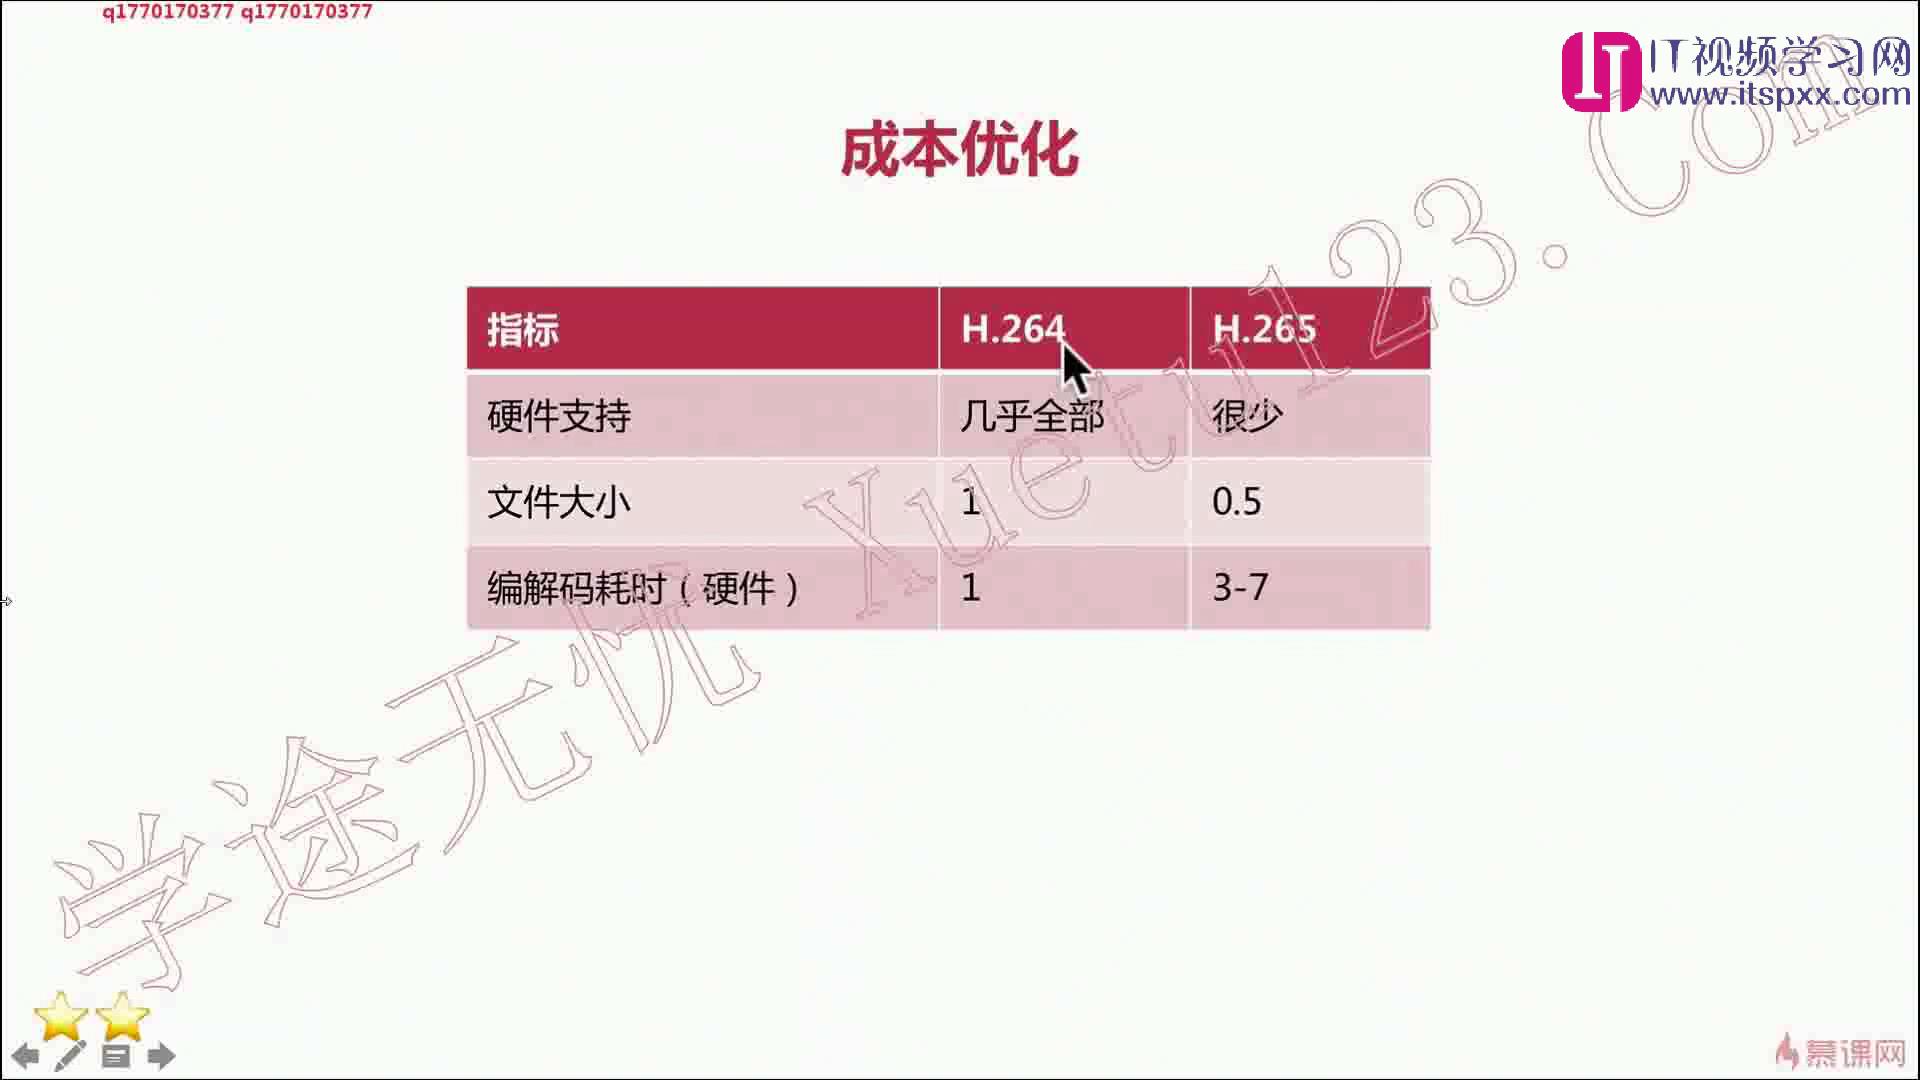 q1770170377 q1770170377
IT视频学习网
www.itspxx.com
成本优化
指标 H.264 H.265
硬件支持 几乎全部 很少
文件大小 1 0.5
编解码耗时（硬件） 1 3-7
学途无忧 Xuetu123.Com
慕课网